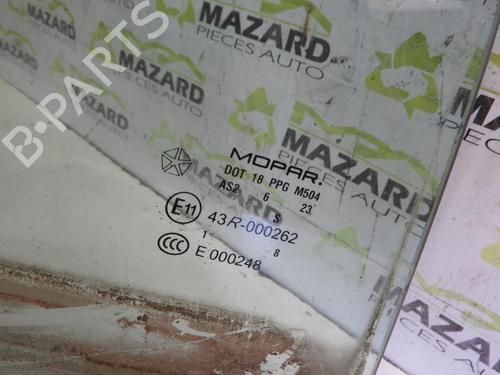 MAZARD
PIECES AUTO
MAZARD
PIECES AUTO
B-PARTS
MOPAR.
DOT 18 PPG M504
AS2 6 23
S
E11 43R-000262
1 8
CCC E 000248
MAZARD
PIECES AUTO
MAZARD
PIECES AUTO